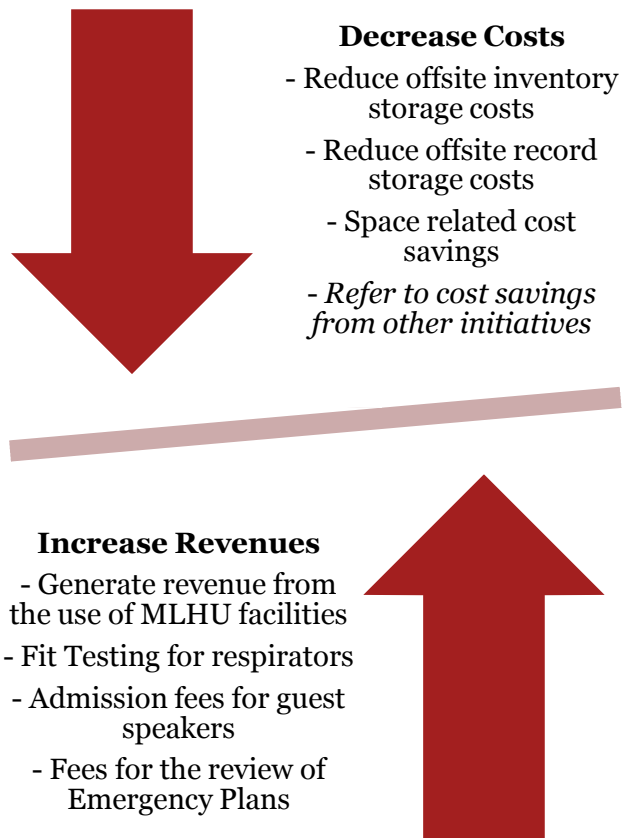 Decrease Costs
- Reduce offsite inventory
storage costs
- Reduce offsite record
storage costs
- Space related cost
savings
- Refer to cost savings
from other initiatives
Increase Revenues
- Generate revenue from
the use of MLHU facilities
- Fit Testing for respirators
- Admission fees for guest
speakers
- Fees for the review of
Emergency Plans